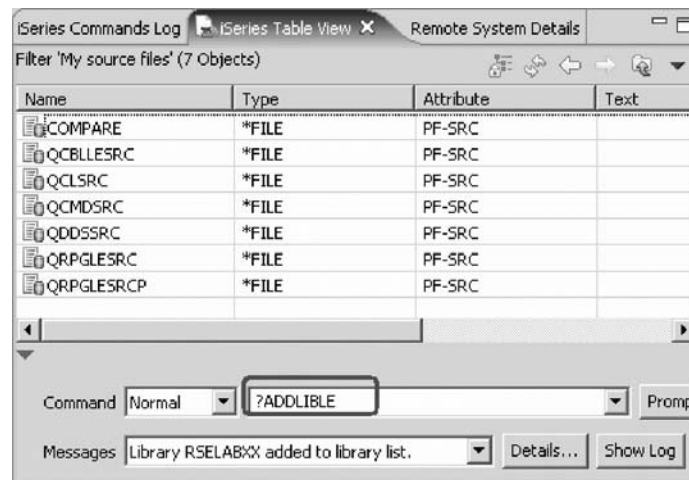 iSeries Commands Log iSeries Table View Remote System Details
Filter 'My source files' (7 Objects)
Name Type Attribute Text
COMPARE *FILE PF-SRC
QCBLLESRC *FILE PF-SRC
QCLSRC *FILE PF-SRC
QCMDSRC *FILE PF-SRC
QDDSSRC *FILE PF-SRC
QRPGLESRC *FILE PF-SRC
QRPGLESRCP *FILE PF-SRC
Command Normal ?ADDLIBLE Promp
Messages Library RSELABXX added to library list. Details... Show Log